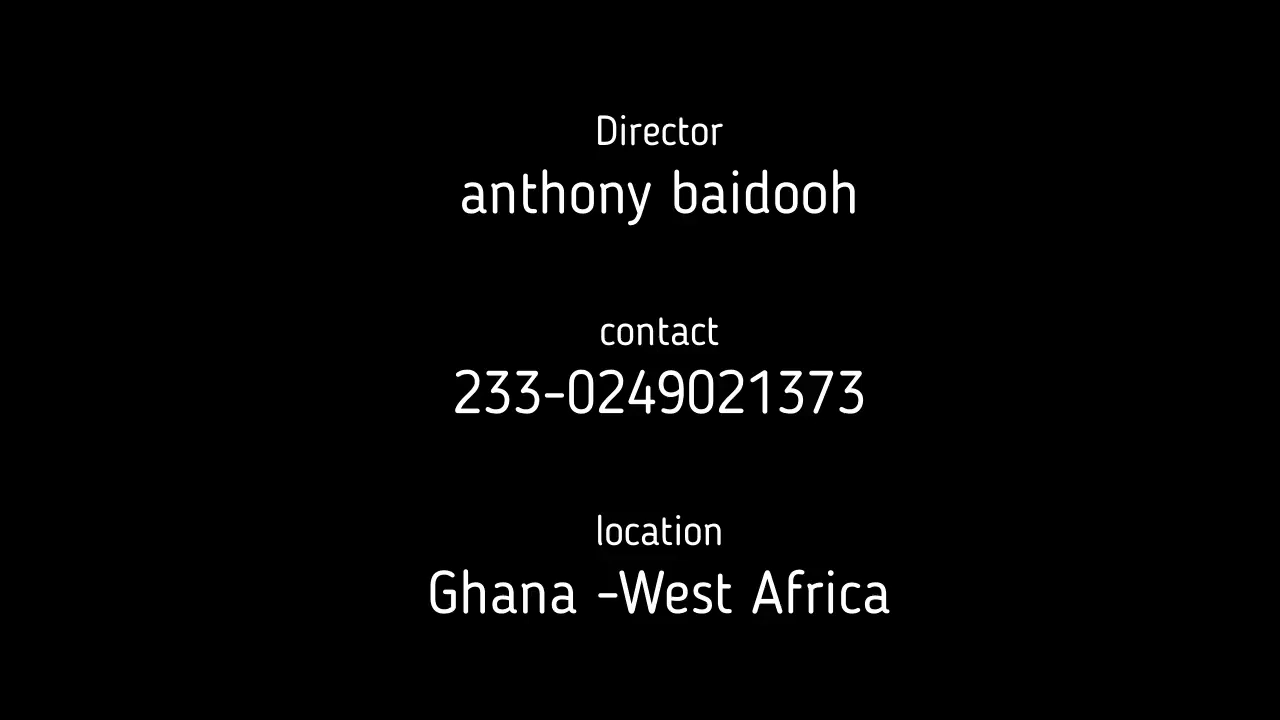 Director
anthony baidooh
contact
233-0249021373
location
Ghana -West Africa